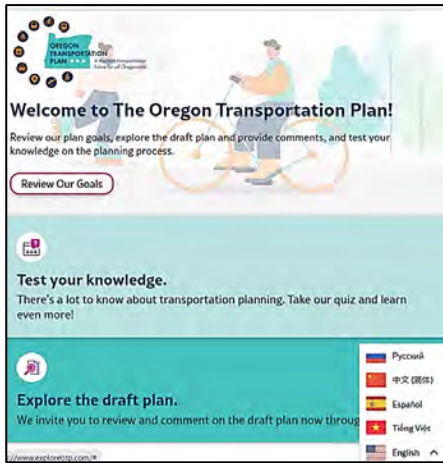 OREGON
TRANSPORTATION
PLAN
Welcome to The Oregon Transportation Plan!
Review our plan goals, explore the draft plan and provide comments, and test your
knowledge on the planning process.
Review Our Goals
Test your knowledge.
There's a lot to know about transportation planning. Take our quiz and learn
even more!
Explore the draft plan.
We invite you to review and comment on the draft plan now throug
Русский
中文 (简体)
Español
Tiếng Việt
English
//www.exploreotp.com/#